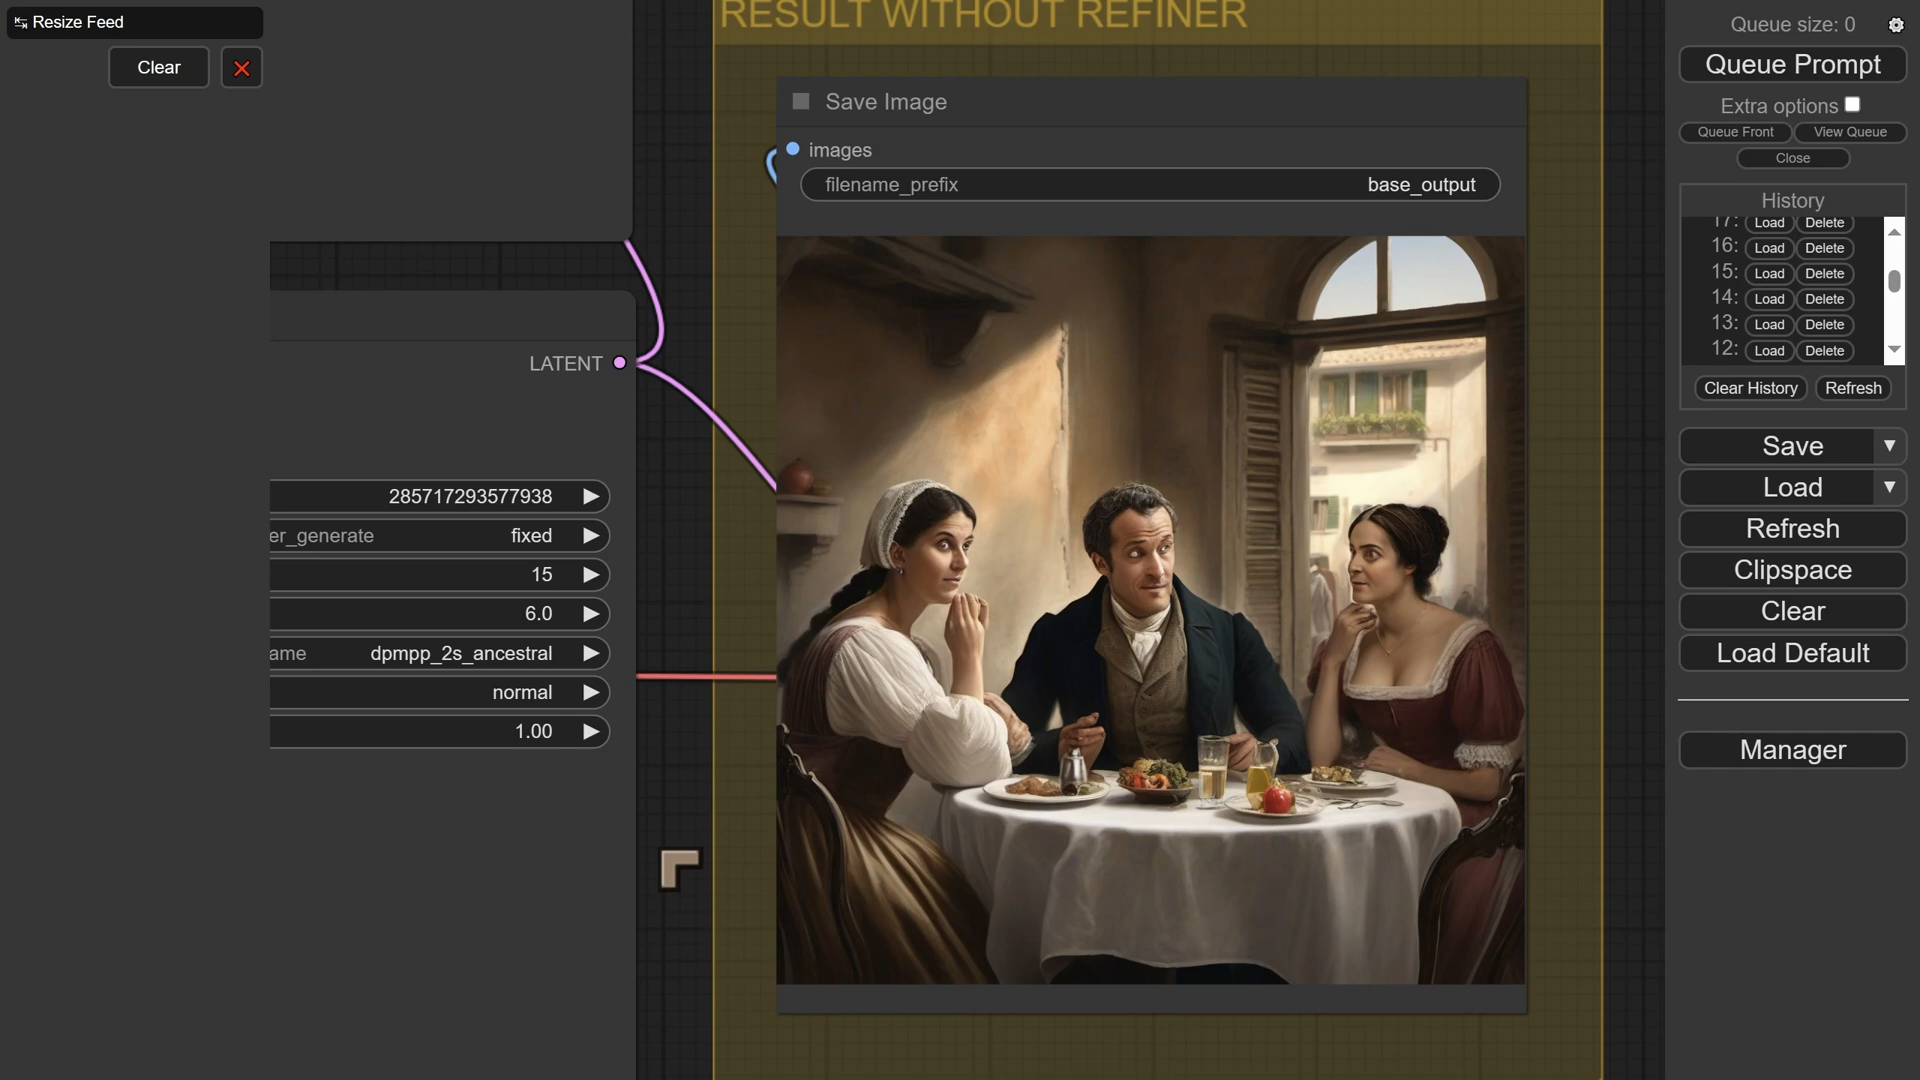 Resize Feed
Clear
RESULT WITHOUT REFINER
Save Image
images
filename_prefix base_output
LATENT
285717293577938
er_generate fixed
15
6.0
ame dpmpp_2s_ancestral
normal
1.00
Queue size: 0
Queue Prompt
Extra options
Queue Front View Queue
Close
History
17: Load Delete
16: Load Delete
15: Load Delete
14: Load Delete
13: Load Delete
12: Load Delete
Clear History Refresh
Save
Load
Refresh
Clipspace
Clear
Load Default
Manager